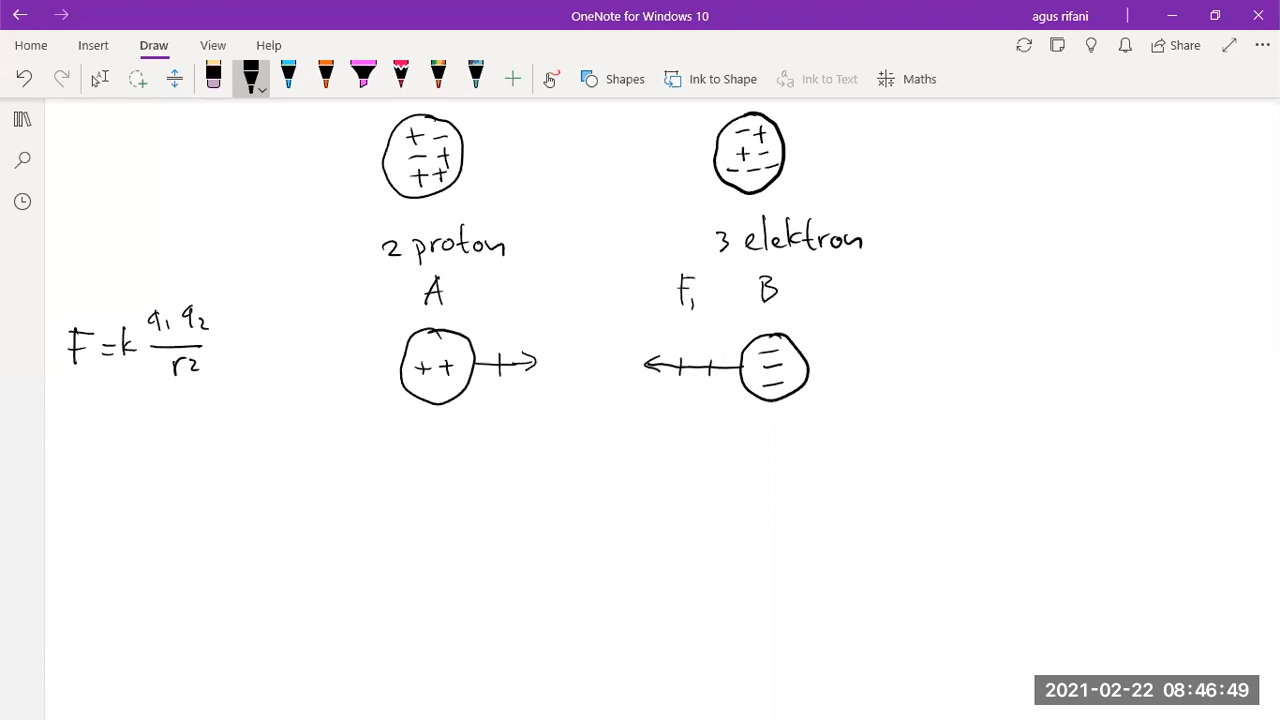 OneNote for Windows 10
agus rifani
Home Insert Draw View Help
Share
Shapes Ink to Shape Ink to Text Maths
+ −
− +
+ +
− +
+ −
− − −
2 proton
3 elektron
A
F₁ B
F = k q₁ q₂ / r2
+ +
−
−
−
2021-02-22 08:46:49